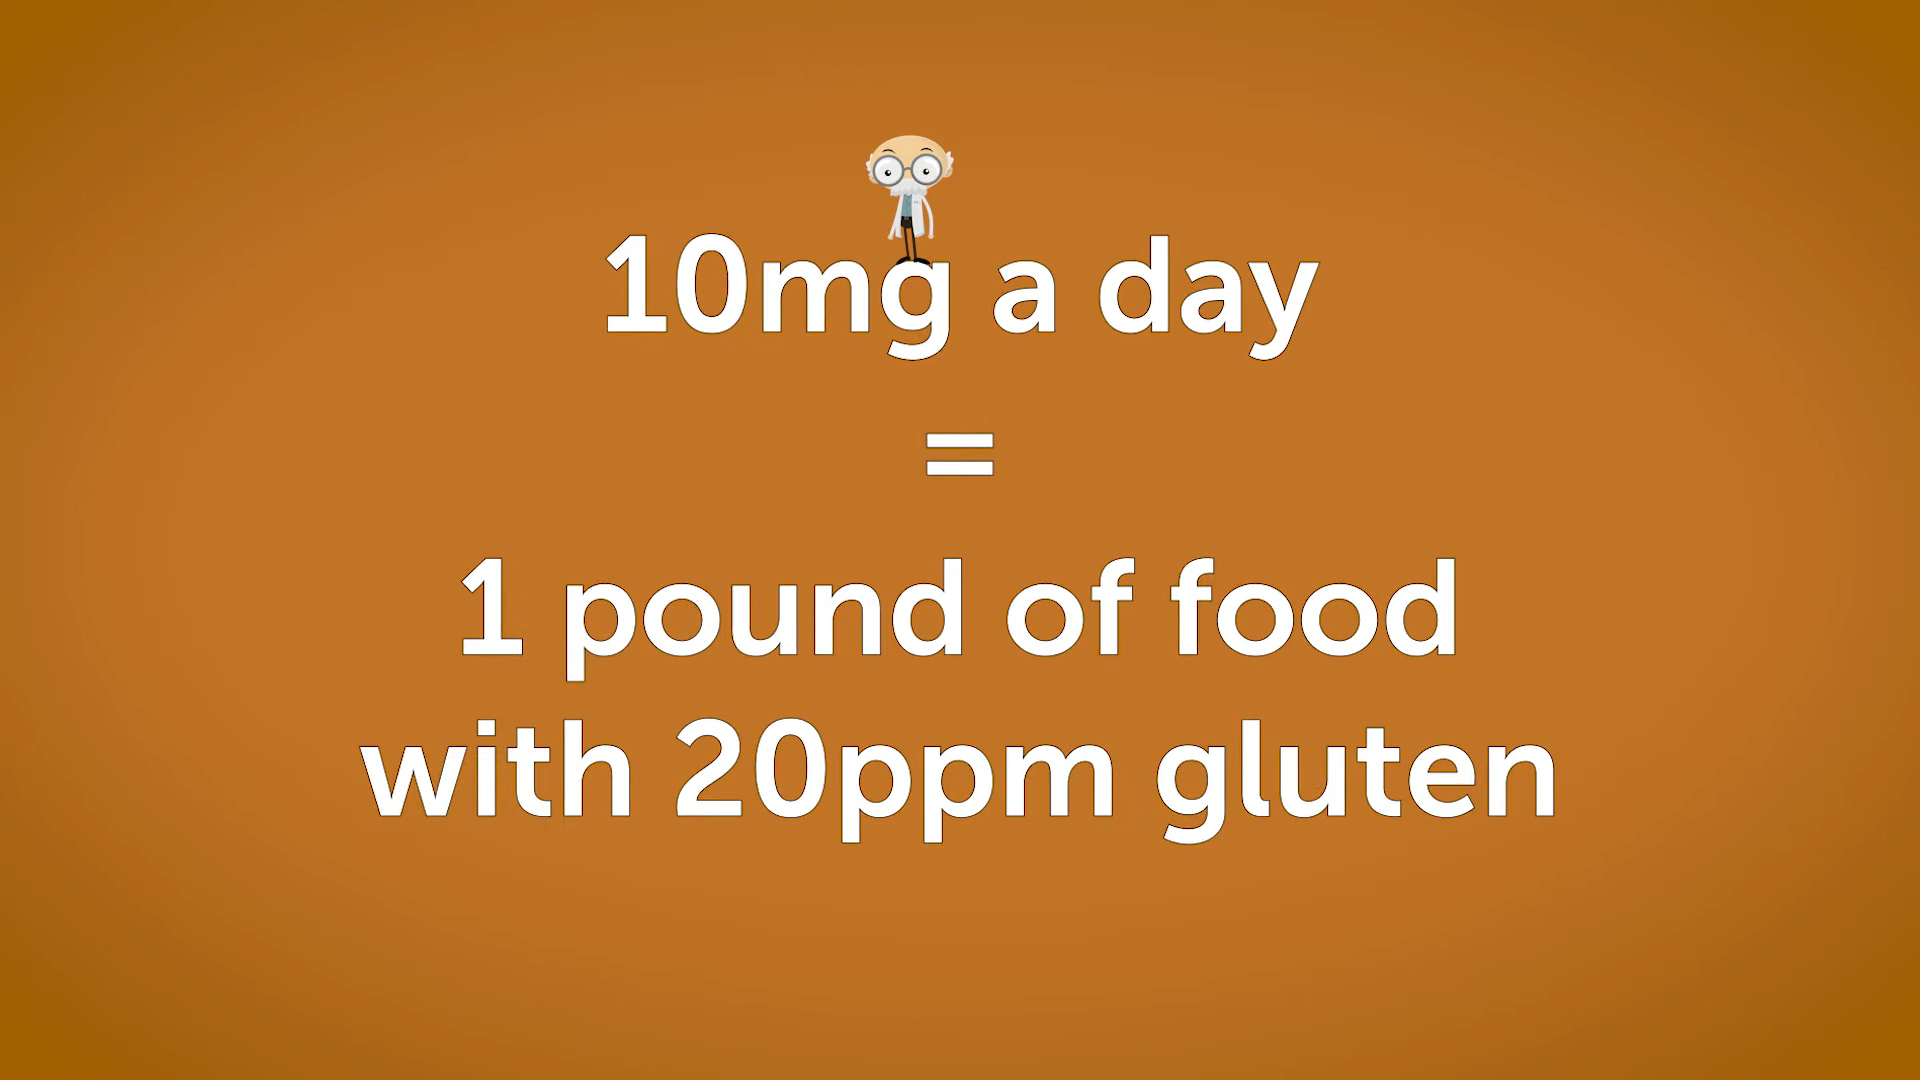 10mg a day
=
1 pound of food
with 20ppm gluten